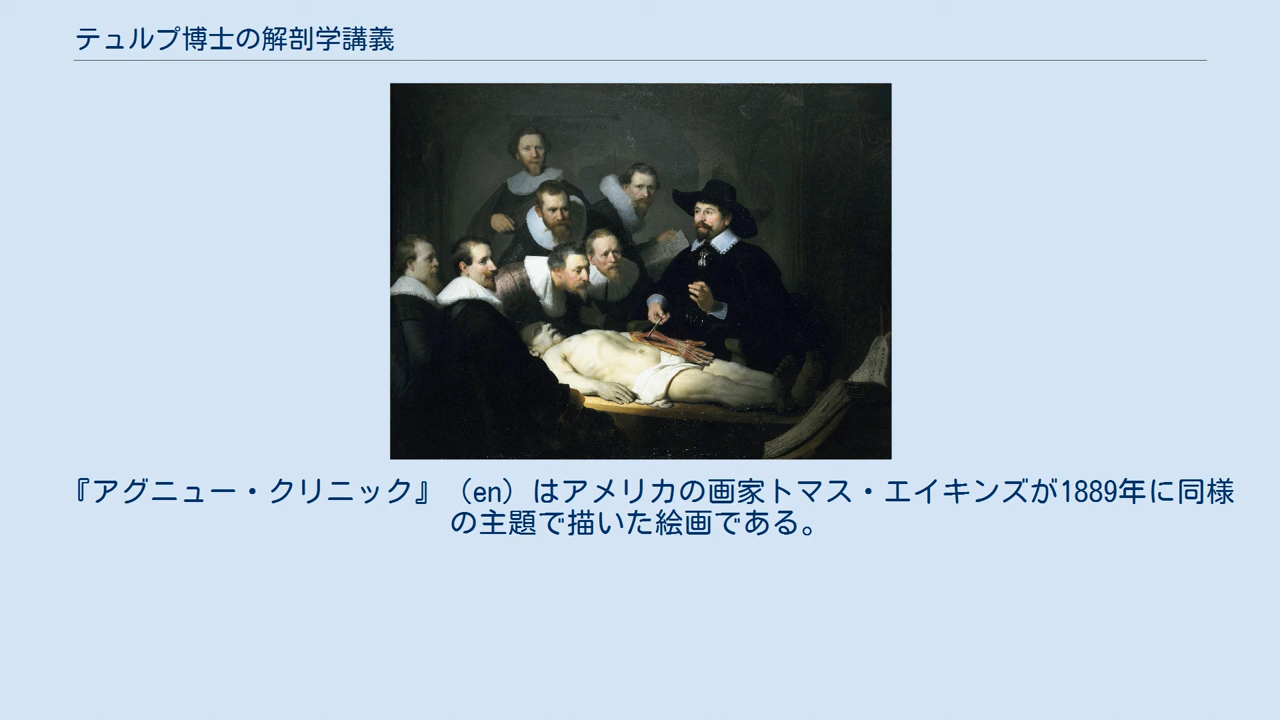 テュルプ博士の解剖学講義
『アグニュー・クリニック』（en）はアメリカの画家トマス・エイキンズが1889年に同様
の主題で描いた絵画である。